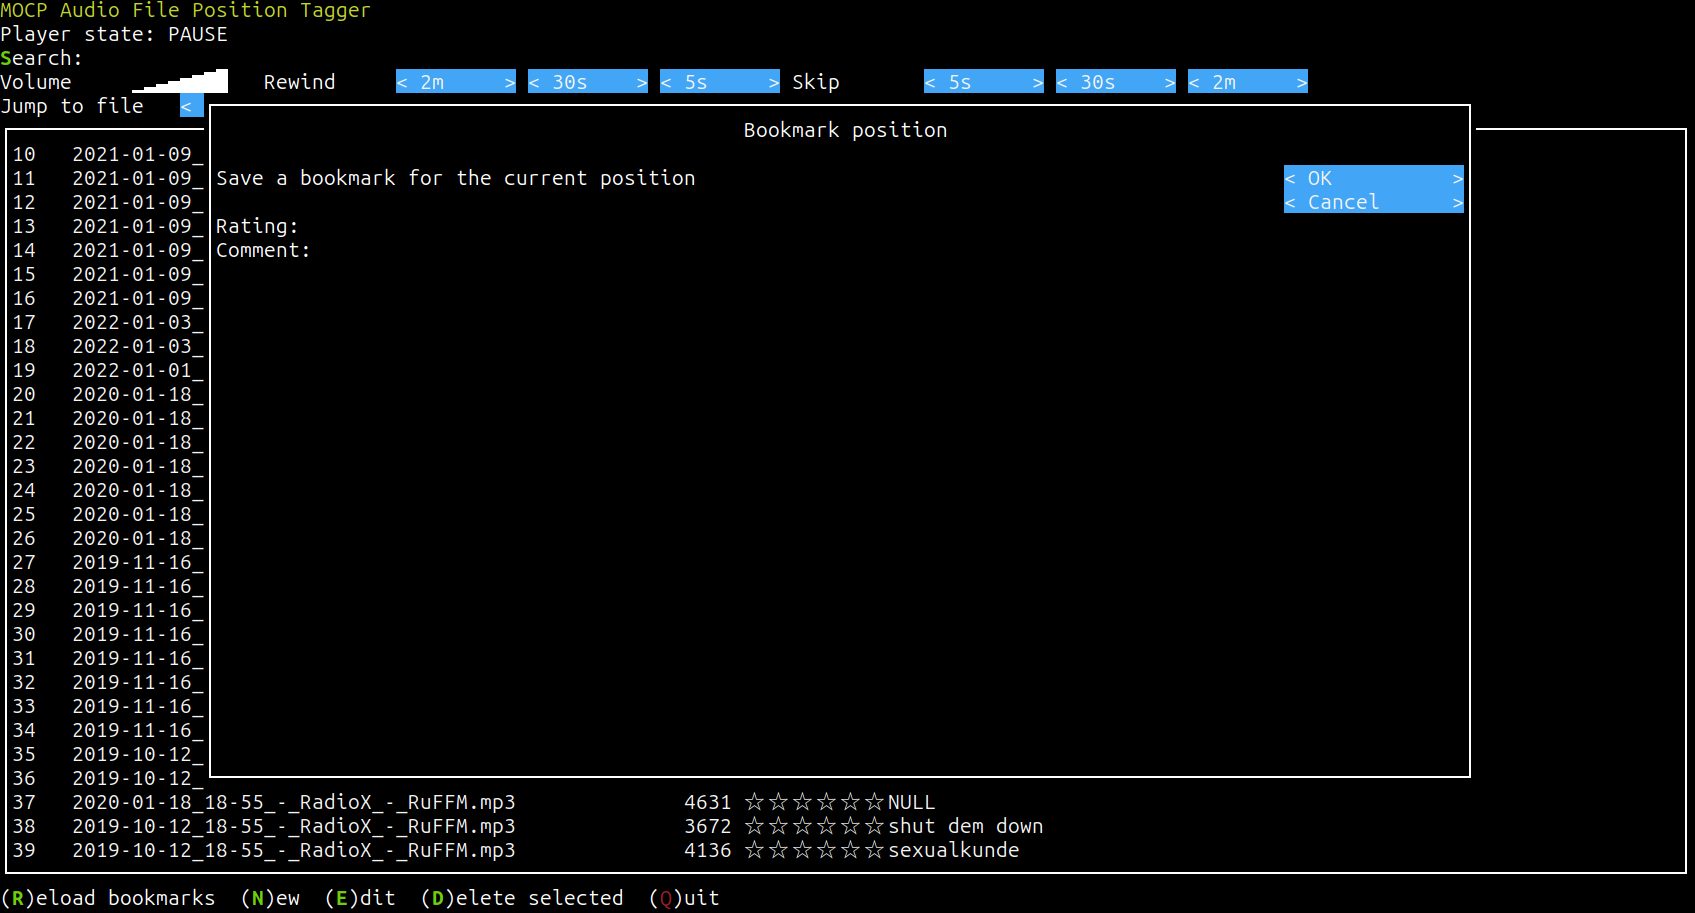 MOCP Audio File Position Tagger
Player state: PAUSE
Search:
Volume Rewind < 2m > < 30s > < 5s > Skip < 5s > < 30s > < 2m >
Jump to file <
Bookmark position
10 2021-01-09_
11 2021-01-09_ Save a bookmark for the current position < OK >
12 2021-01-09_ < Cancel >
13 2021-01-09_ Rating:
14 2021-01-09_ Comment:
15 2021-01-09_
16 2021-01-09_
17 2022-01-03_
18 2022-01-03_
19 2022-01-01_
20 2020-01-18_
21 2020-01-18_
22 2020-01-18_
23 2020-01-18_
24 2020-01-18_
25 2020-01-18_
26 2020-01-18_
27 2019-11-16_
28 2019-11-16_
29 2019-11-16_
30 2019-11-16_
31 2019-11-16_
32 2019-11-16_
33 2019-11-16_
34 2019-11-16_
35 2019-10-12_
36 2019-10-12_
37 2020-01-18_18-55_-_RadioX_-_RuFFM.mp3 4631 ☆☆☆☆☆☆NULL
38 2019-10-12_18-55_-_RadioX_-_RuFFM.mp3 3672 ☆☆☆☆☆☆shut dem down
39 2019-10-12_18-55_-_RadioX_-_RuFFM.mp3 4136 ☆☆☆☆☆☆sexualkunde
(R)eload bookmarks (N)ew (E)dit (D)elete selected (Q)uit